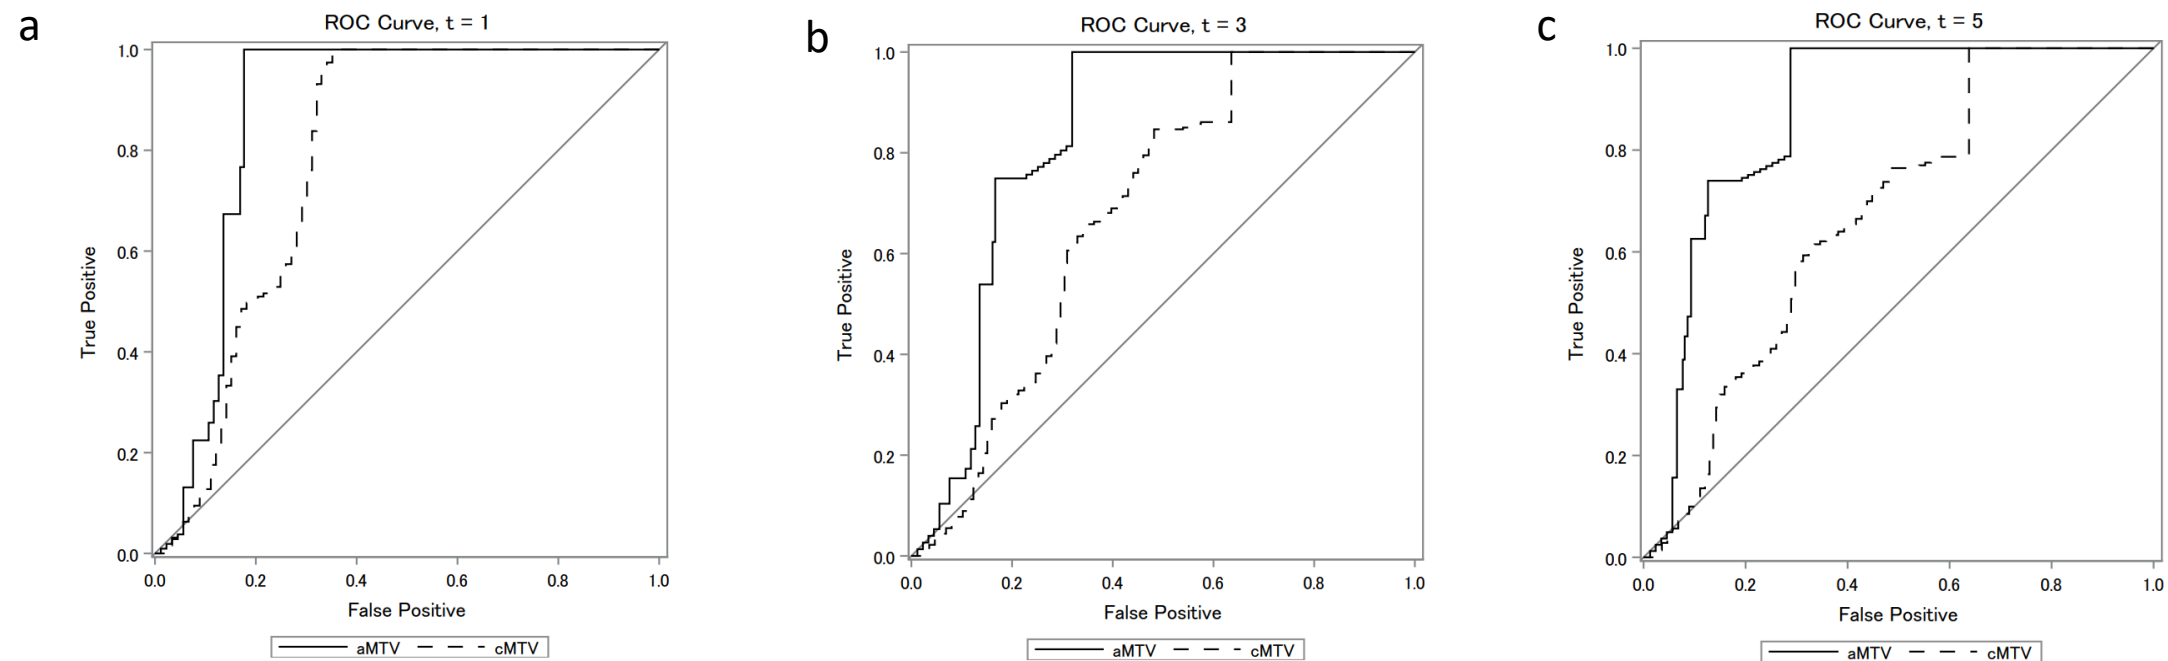 a
ROC Curve, t = 1
True Positive
1.0
0.8
0.6
0.4
0.2
0.0
0.0 0.2 0.4 0.6 0.8 1.0
False Positive
aMTV cMTV
b
ROC Curve, t = 3
True Positive
1.0
0.8
0.6
0.4
0.2
0.0
0.0 0.2 0.4 0.6 0.8 1.0
False Positive
aMTV cMTV
c
ROC Curve, t = 5
True Positive
1.0
0.8
0.6
0.4
0.2
0.0
0.0 0.2 0.4 0.6 0.8 1.0
False Positive
aMTV cMTV